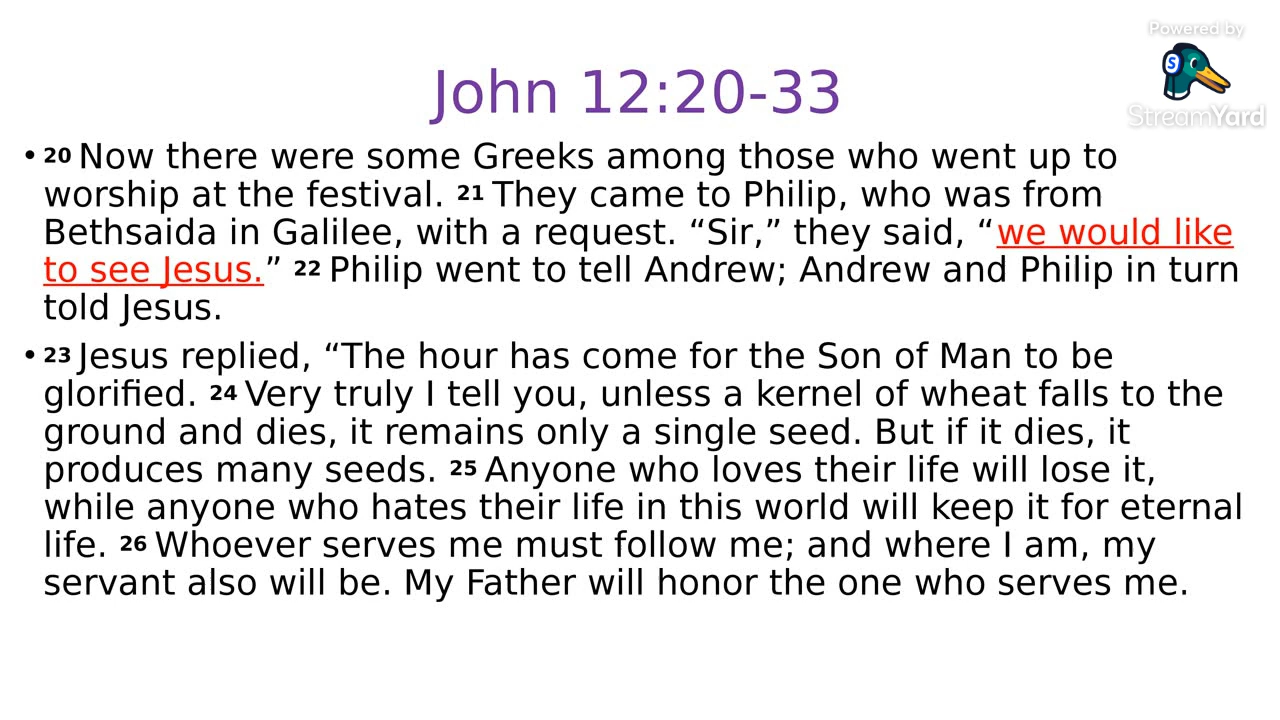 Powered by
StreamYard
John 12:20-33
• 20 Now there were some Greeks among those who went up to
worship at the festival. 21 They came to Philip, who was from
Bethsaida in Galilee, with a request. “Sir,” they said, “we would like
to see Jesus.” 22 Philip went to tell Andrew; Andrew and Philip in turn
told Jesus.
• 23 Jesus replied, “The hour has come for the Son of Man to be
glorified. 24 Very truly I tell you, unless a kernel of wheat falls to the
ground and dies, it remains only a single seed. But if it dies, it
produces many seeds. 25 Anyone who loves their life will lose it,
while anyone who hates their life in this world will keep it for eternal
life. 26 Whoever serves me must follow me; and where I am, my
servant also will be. My Father will honor the one who serves me.